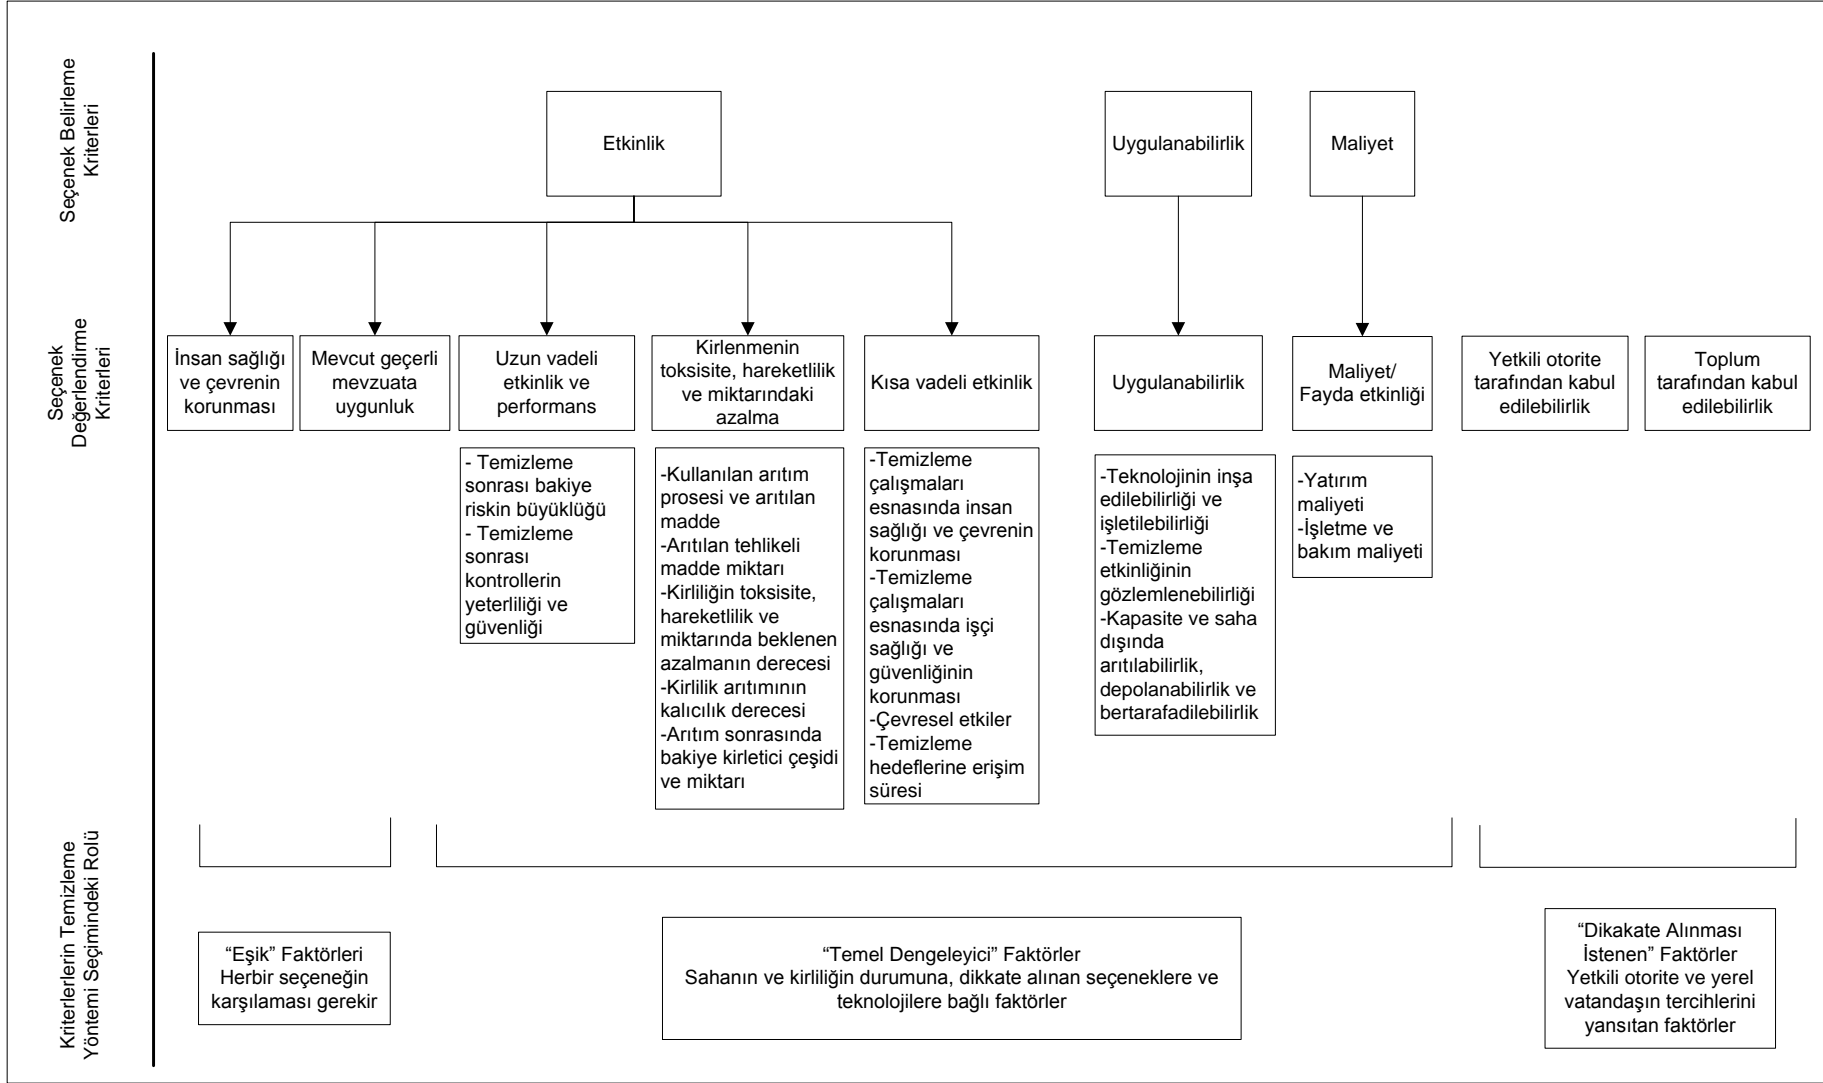 Seçenek Belirleme
Kriterleri
Etkinlik
Uygulanabilirlik
Maliyet
Seçenek
Değerlendirme
Kriterleri
İnsan sağlığı
ve çevrenin
korunması
Mevcut geçerli
mevzuata
uygunluk
Uzun vadeli
etkinlik ve
performans
Kirlenmenin
toksisite, hareketlilik
ve miktarındaki
azalma
Kısa vadeli etkinlik
Uygulanabilirlik
Maliyet/
Fayda etkinliği
Yetkili otorite
tarafından kabul
edilebilirlik
Toplum
tarafından kabul
edilebilirlik
- Temizleme
sonrası bakiye
riskin büyüklüğü
- Temizleme
sonrası
kontrollerin
yeterliliği ve
güvenliği
-Kullanılan arıtım
prosesi ve arıtılan
madde
-Arıtılan tehlikeli
madde miktarı
-Kirliliğin toksisite,
hareketlilik ve
miktarında beklenen
azalmanın derecesi
-Kirlilik arıtımının
kalıcılık derecesi
-Arıtım sonrasında
bakiye kirletici çeşidi
ve miktarı
-Temizleme
çalışmaları
esnasında insan
sağlığı ve çevrenin
korunması
-Temizleme
çalışmaları
esnasında işçi
sağlığı ve
güvenliğinin
korunması
-Çevresel etkiler
-Temizleme
hedeflerine erişim
süresi
-Teknolojinin inşa
edilebilirliği ve
işletilebilirliği
-Temizleme
etkinliğinin
gözlemlenebilirliği
-Kapasite ve saha
dışında
arıtılabilirlik,
depolanabilirlik ve
bertarafadilebilirlik
-Yatırım
maliyeti
-İşletme ve
bakım maliyeti
Kriterlerlerin Temizleme
Yöntemi Seçimindeki Rolü
“Eşik” Faktörleri
Herbir seçeneğin
karşılaması gerekir
“Temel Dengeleyici” Faktörler
Sahanın ve kirliliğin durumuna, dikkate alınan seçeneklere ve
teknolojilere bağlı faktörler
“Dikakate Alınması
İstenen” Faktörler
Yetkili otorite ve yerel
vatandaşın tercihlerini
yansıtan faktörler